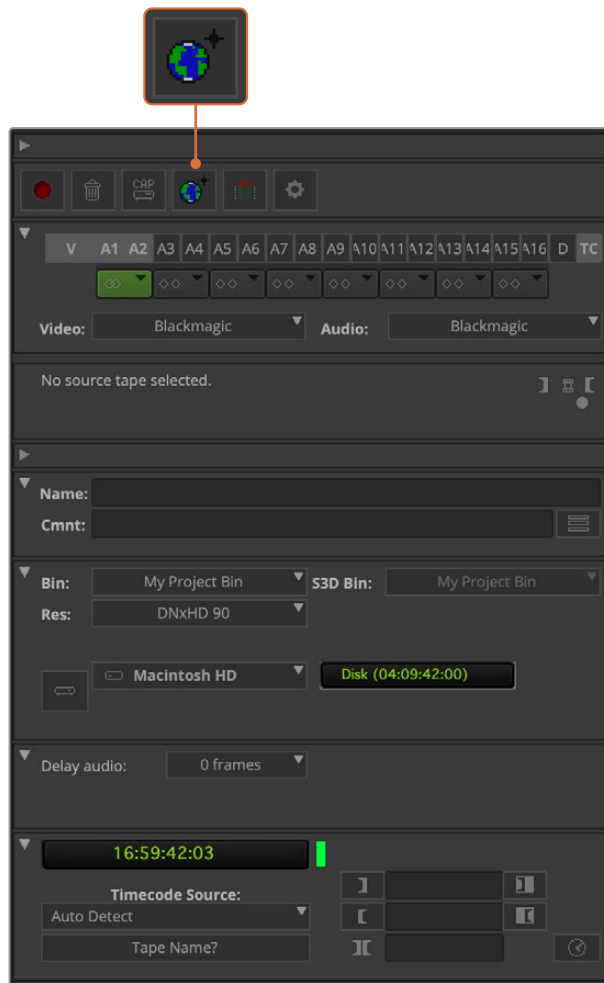 CAP
V A1 A2 A3 A4 A5 A6 A7 A8 A9 A10 A11 A12 A13 A14 A15 A16 D TC
Video: Blackmagic Audio: Blackmagic
No source tape selected.
Name:
Cmnt:
Bin: My Project Bin S3D Bin: My Project Bin
Res: DNxHD 90
Macintosh HD Disk (04:09:42:00)
Delay audio: 0 frames
16:59:42:03
Timecode Source:
Auto Detect
Tape Name?